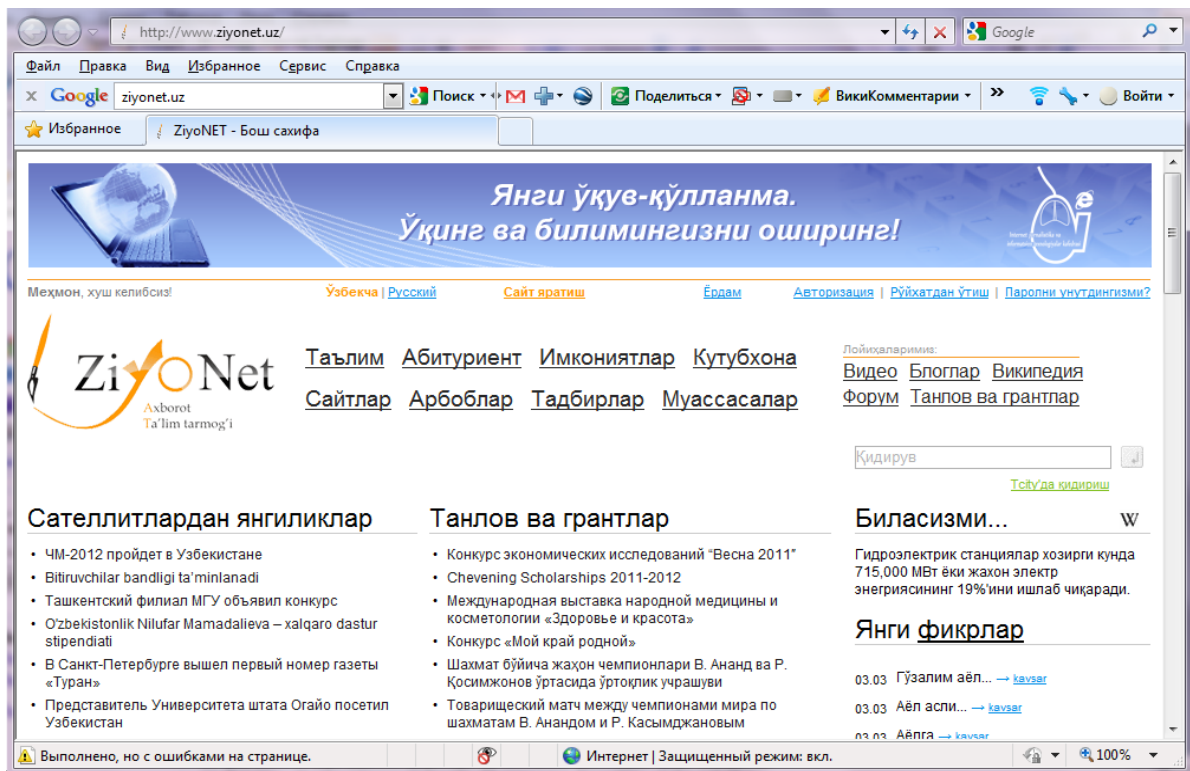 http://www.ziyonet.uz/
Google
Файл Правка Вид Избранное Сервис Справка
x Google ziyonet.uz Поиск Поделиться ВикиКомментарии » Войти
Избранное ZiyoNET - Бош сахифа
Янги ўқув-қўлланма.
Ўқинг ва билимингизни оширинг!
Меҳмон, хуш келибсиз! Ўзбекча | Русский Сайт яратиш Ёрдам Авторизация | Рўйхатдан ўтиш | Паролни унутдингизми?
ZiyoNet
Axborot
Ta'lim tarmog'i
Таълим Абитуриент Имкониятлар Кутубхона
Сайтлар Арбоблар Тадбирлар Муассасалар
Лойиҳаларимиз:
Видео Блоглар Википедия
Форум Танлов ва грантлар
Қидирув
Tcity'да қидириш
Сателлитлардан янгиликлар
• ЧМ-2012 пройдет в Узбекистане
• Bitiruvchilar bandligi ta'minlanadi
• Ташкентский филиал МГУ объявил конкурс
• O'zbekistonlik Nilufar Mamadalieva – xalqaro dastur
stipendiati
• В Санкт-Петербурге вышел первый номер газеты
«Туран»
• Представитель Университета штата Огайо посетил
Узбекистан
Танлов ва грантлар
• Конкурс экономических исследований “Весна 2011”
• Chevening Scholarships 2011-2012
• Международная выставка народной медицины и
косметологии «Здоровье и красота»
• Конкурс «Мой край родной»
• Шахмат бўйича жаҳон чемпионлари В. Ананд ва Р.
Қосимжонов ўртасида ўртоқлик учрашуви
• Товарищеский матч между чемпионами мира по
шахматам В. Анандом и Р. Касымджановым
Биласизми... W
Гидроэлектрик станциялар хозирги кунда
715,000 МВт ёки жахон электр
энегриясининг 19%'ини ишлаб чиқаради.
Янги фикрлар
03.03 Гўзалим аёл... → kavsar
03.03 Аёл асли... → kavsar
03.03 Аёлга → kavsar
Выполнено, но с ошибками на странице. Интернет | Защищенный режим: вкл. 100%